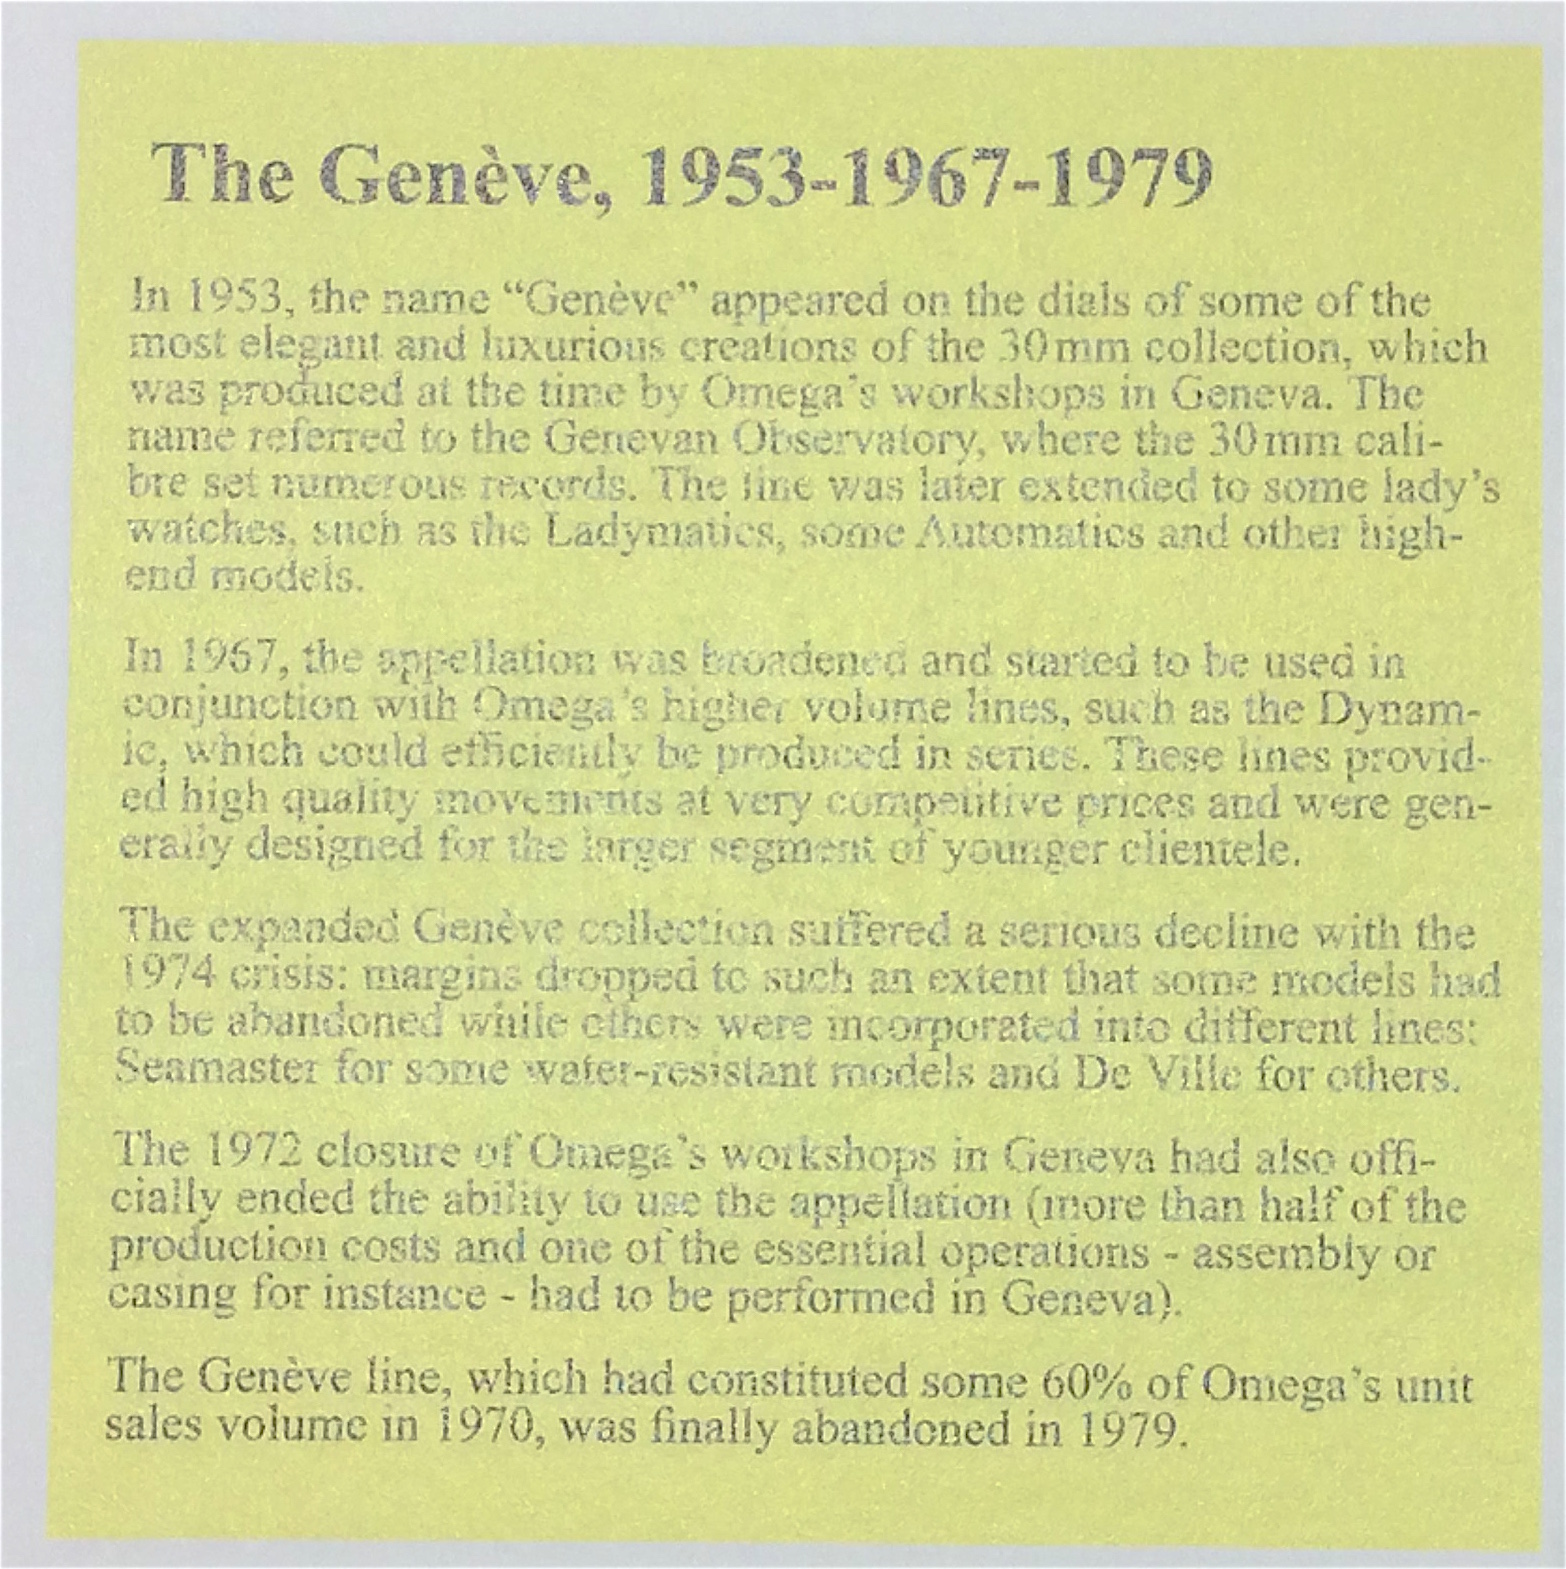 The Genève, 1953-1967-1979
In 1953, the name “Genève” appeared on the dials of some of the
most elegant and luxurious creations of the 30mm collection, which
was produced at the time by Omega’s workshops in Geneva. The
name referred to the Genevan Observatory, where the 30mm cali-
bre set numerous records. The line was later extended to some lady’s
watches, such as the Ladymatics, some Automatics and other high-
end models.
In 1967, the appellation was broadened and started to be used in
conjunction with Omega’s higher volume lines, such as the Dynam-
ic, which could efficiently be produced in series. These lines provid-
ed high quality movements at very competitive prices and were gen-
erally designed for the larger segment of younger clientele.
The expanded Genève collection suffered a serious decline with the
1974 crisis: margins dropped to such an extent that some models had
to be abandoned while others were incorporated into different lines:
Seamaster for some water-resistant models and De Ville for others.
The 1972 closure of Omega’s workshops in Geneva had also offi-
cially ended the ability to use the appellation (more than half of the
production costs and one of the essential operations - assembly or
casing for instance - had to be performed in Geneva).
The Genève line, which had constituted some 60% of Omega’s unit
sales volume in 1970, was finally abandoned in 1979.